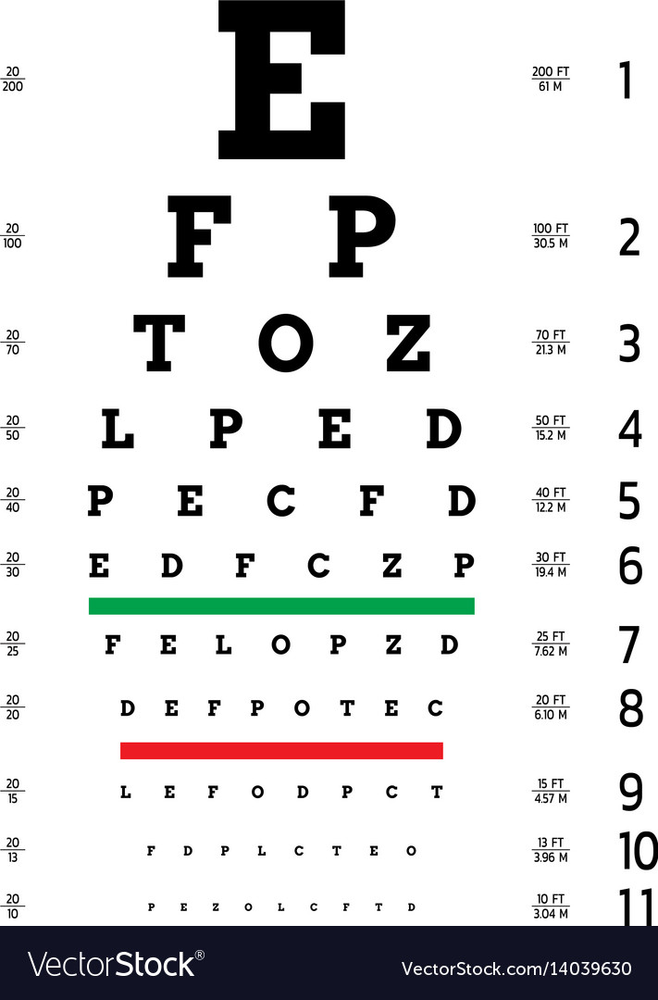 20/200 E 200 FT/61 M 1
20/100 F P 100 FT/30.5 M 2
20/70 T O Z 70 FT/21.3 M 3
20/50 L P E D 50 FT/15.2 M 4
20/40 P E C F D 40 FT/12.2 M 5
20/30 E D F C Z P 30 FT/19.4 M 6
20/25 F E L O P Z D 25 FT/7.62 M 7
20/20 D E F P O T E C 20 FT/6.10 M 8
20/15 L E F O D P C T 15 FT/4.57 M 9
20/13 F D P L C T E O 13 FT/3.96 M 10
20/10 P E Z O L C F T D 10 FT/3.04 M 11
VectorStock® VectorStock.com/14039630